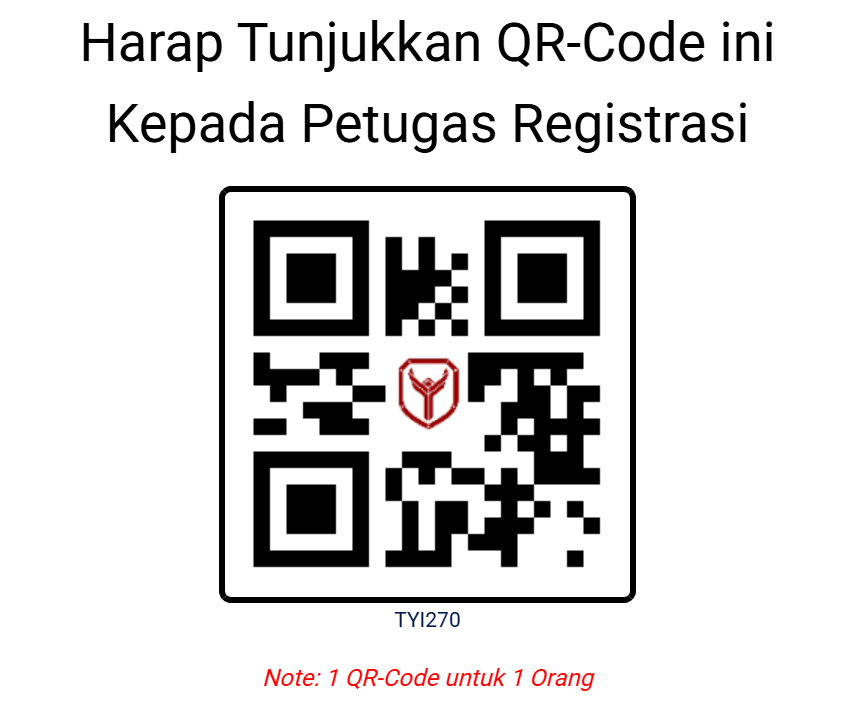 Harap Tunjukkan QR-Code ini
Kepada Petugas Registrasi
TYI270
Note: 1 QR-Code untuk 1 Orang